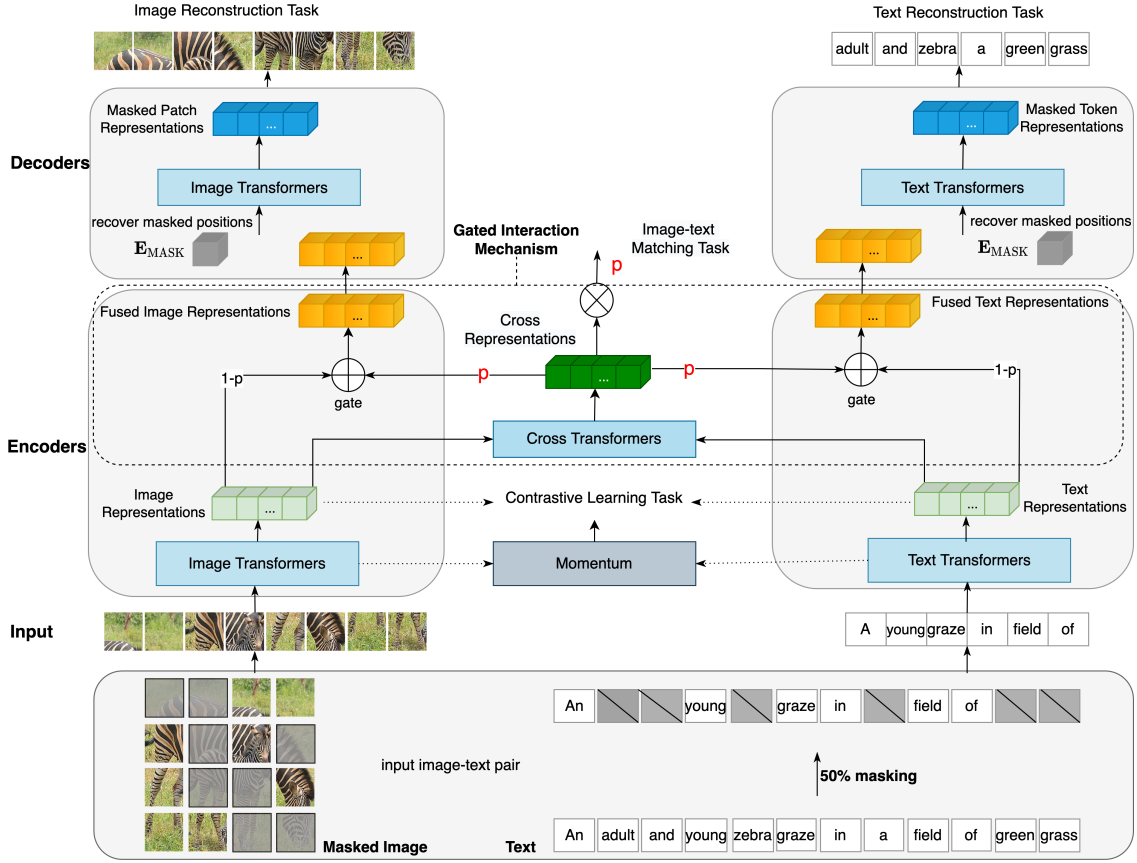 Image Reconstruction Task
Text Reconstruction Task
adult and zebra a green grass
Masked Patch
Representations
...
Masked Token
Representations
...
Decoders
Image Transformers
Text Transformers
recover masked positions
E_MASK
...
recover masked positions
E_MASK
...
Gated Interaction
Mechanism
Image-text
Matching Task
p
Fused Image Representations
...
Fused Text Representations
...
Cross
Representations
...
1-p
gate
p
p
gate
1-p
Encoders
Cross Transformers
Image
Representations
...
Contrastive Learning Task
Text
Representations
...
Image Transformers
Momentum
Text Transformers
Input
A young graze in field of
An young graze in field of
input image-text pair
50% masking
Masked Image
Text
An adult and young zebra graze in a field of green grass